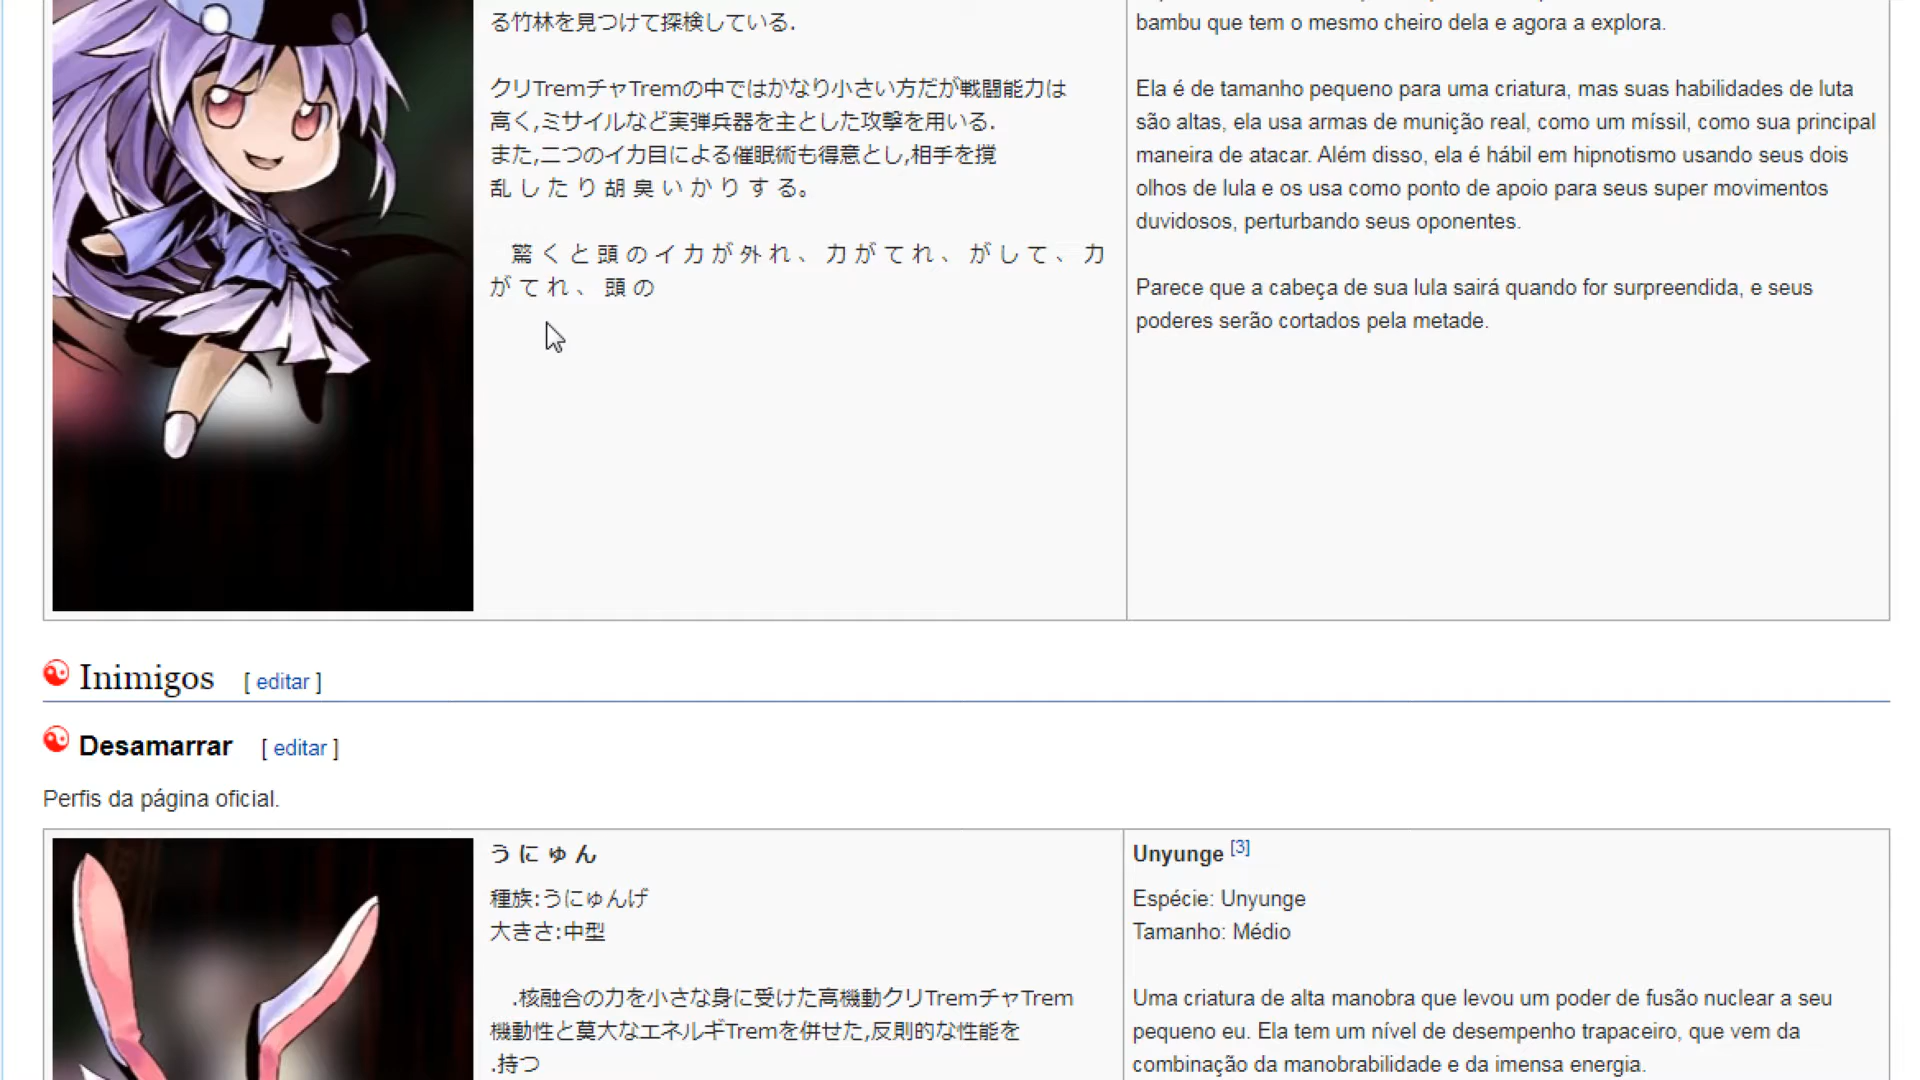 る竹林を見つけて探検している.
クリTremチャTremの中ではかなり小さい方だが戦闘能力は
高く,ミサイルなど実弾兵器を主とした攻撃を用いる.
また,二つのイカ目による催眠術も得意とし,相手を撹
乱 し た り 胡 臭 い か り す る。
驚 く と 頭 の イ カ が 外 れ 、 力 が て れ 、 が し て 、 力
が て れ 、 頭 の
bambu que tem o mesmo cheiro dela e agora a explora.
Ela é de tamanho pequeno para uma criatura, mas suas habilidades de luta
são altas, ela usa armas de munição real, como um míssil, como sua principal
maneira de atacar. Além disso, ela é hábil em hipnotismo usando seus dois
olhos de lula e os usa como ponto de apoio para seus super movimentos
duvidosos, perturbando seus oponentes.
Parece que a cabeça de sua lula sairá quando for surpreendida, e seus
poderes serão cortados pela metade.
Inimigos [ editar ]
Desamarrar [ editar ]
Perfis da página oficial.
う に ゅ ん
種族:うにゅんげ
大きさ:中型
.核融合の力を小さな身に受けた高機動クリTremチャTrem
機動性と莫大なエネルギTremを併せた,反則的な性能を
.持つ
Unyunge [3]
Espécie: Unyunge
Tamanho: Médio
Uma criatura de alta manobra que levou um poder de fusão nuclear a seu
pequeno eu. Ela tem um nível de desempenho trapaceiro, que vem da
combinação da manobrabilidade e da imensa energia.